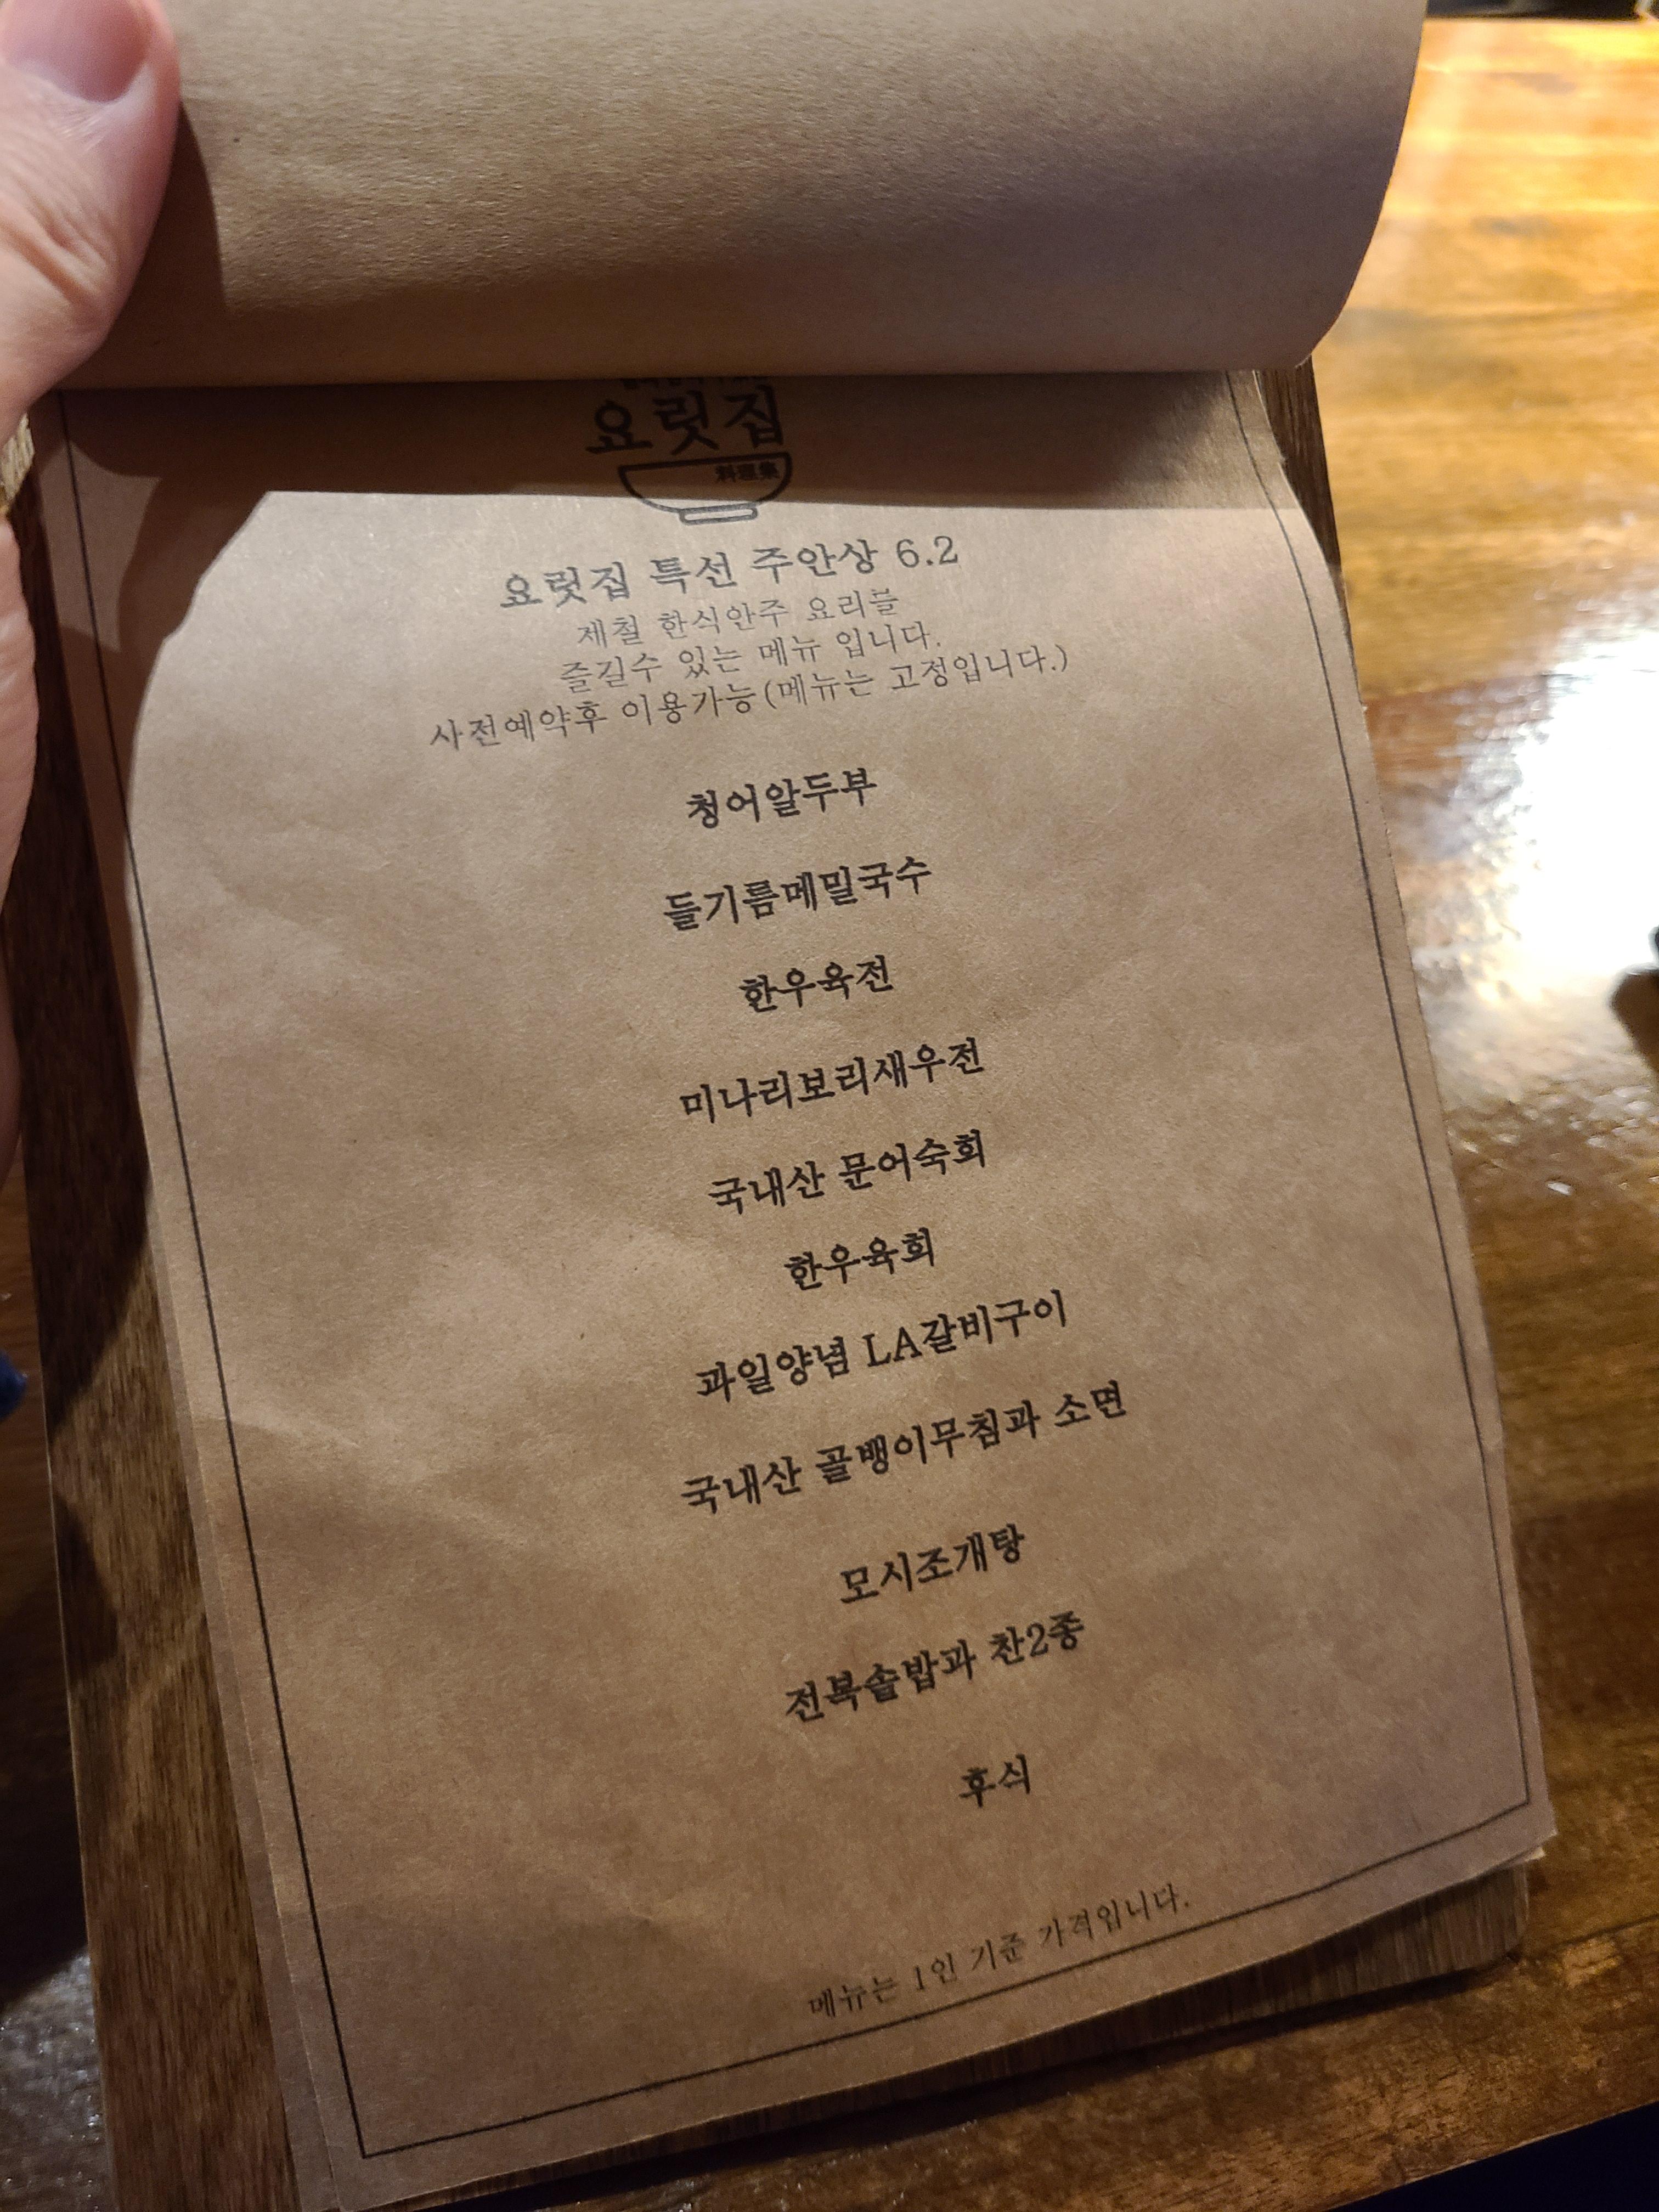 요릿집
料理集
요릿집 특선 주안상 6.2
제철 한식안주 요리를
즐길수 있는 메뉴 입니다.
사전예약후 이용가능(메뉴는 고정입니다.)
청어알두부
들기름메밀국수
한우육전
미나리보리새우전
국내산 문어숙회
한우육회
과일양념 LA갈비구이
국내산 골뱅이무침과 소면
모시조개탕
전복솥밥과 찬2종
후식
메뉴는 1인 기준 가격입니다.